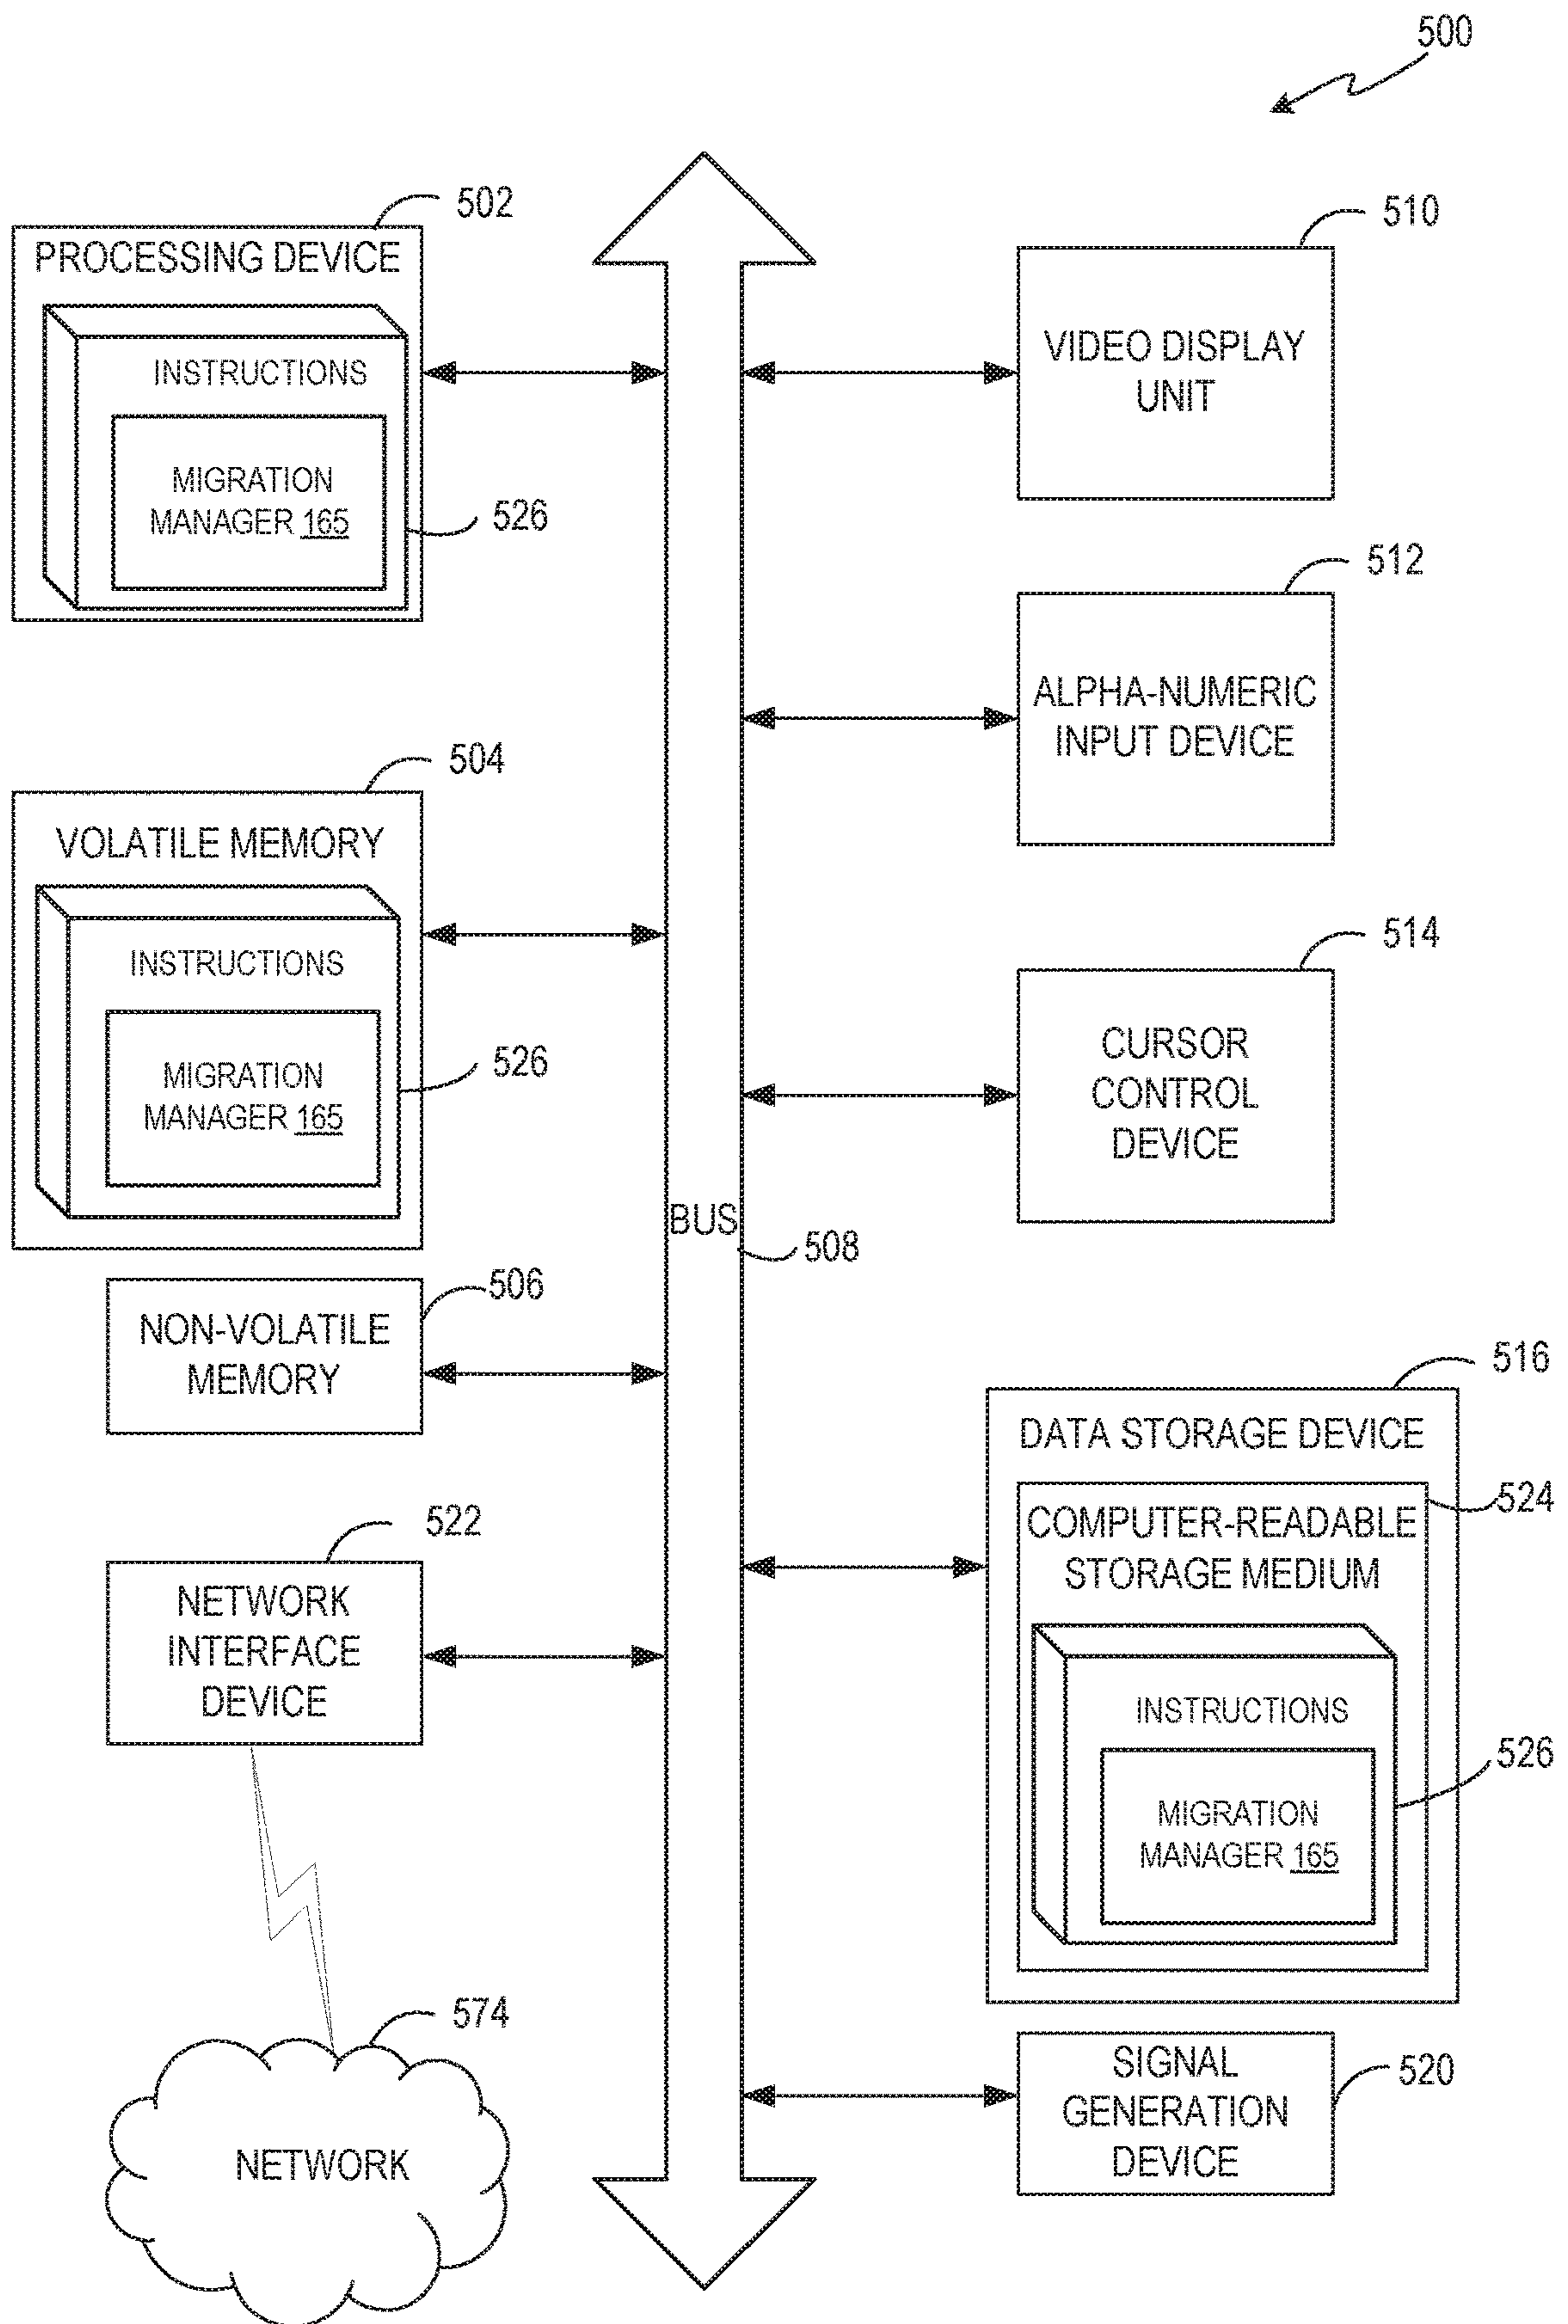 500
502
PROCESSING DEVICE
INSTRUCTIONS
MIGRATION
MANAGER 165
526
504
VOLATILE MEMORY
INSTRUCTIONS
MIGRATION
MANAGER 165
526
506
NON-VOLATILE
MEMORY
522
NETWORK
INTERFACE
DEVICE
574
NETWORK
BUS
508
510
VIDEO DISPLAY
UNIT
512
ALPHA-NUMERIC
INPUT DEVICE
514
CURSOR
CONTROL
DEVICE
516
DATA STORAGE DEVICE
524
COMPUTER-READABLE
STORAGE MEDIUM
INSTRUCTIONS
526
MIGRATION
MANAGER 165
SIGNAL
GENERATION
DEVICE
520